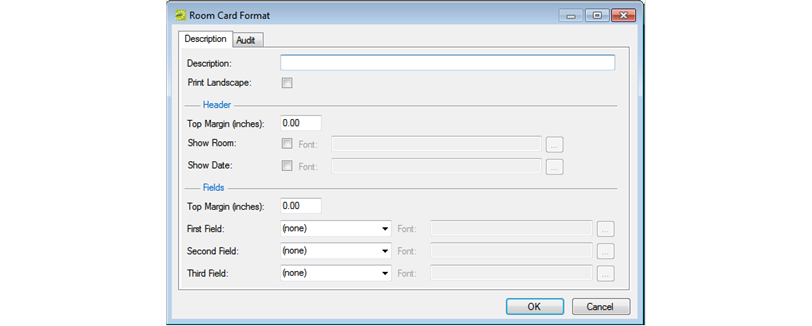 Room Card Format
Description Audit
Description:
Print Landscape:
Header
Top Margin (inches): 0.00
Show Room: Font: ...
Show Date: Font: ...
Fields
Top Margin (inches): 0.00
First Field: (none) Font: ...
Second Field: (none) Font: ...
Third Field: (none) Font: ...
OK Cancel